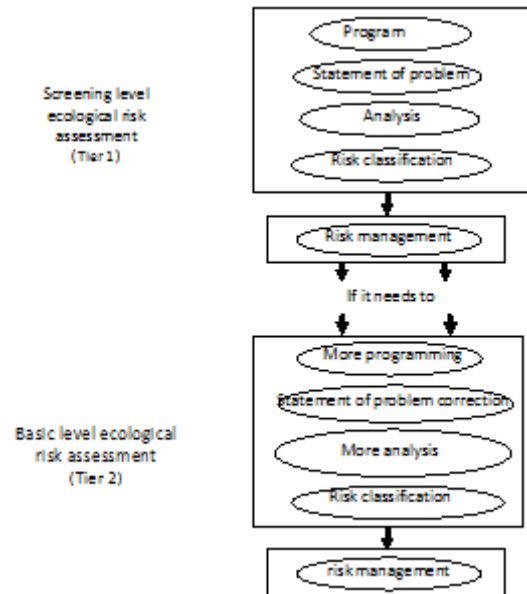 Program
Statement of problem
Analysis
Risk classification
Screening level
ecological risk
assessment
(Tier 1)
Risk management
If it needs to
More programming
Statement of problem correction
More analysis
Risk classification
Basic level ecological
risk assessment
(Tier 2)
risk management